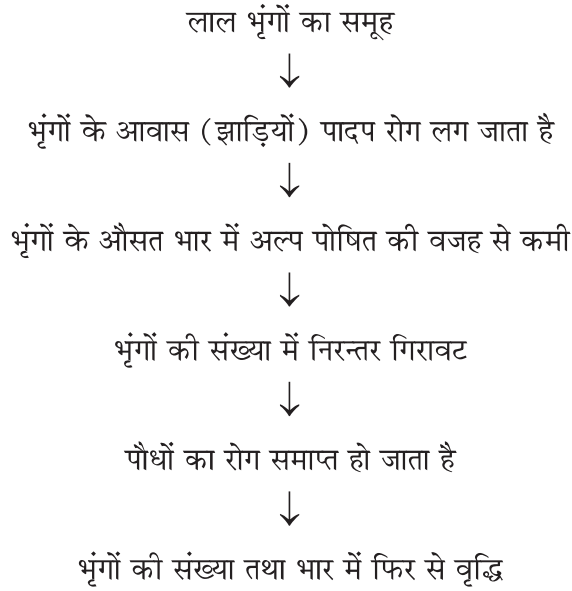 लाल भृंगों का समूह
↓
भृंगों के आवास (झाड़ियों) पादप रोग लग जाता है
↓
भृंगों के औसत भार में अल्प पोषित की वजह से कमी
↓
भृंगों की संख्या में निरन्तर गिरावट
↓
पौधों का रोग समाप्त हो जाता है
↓
भृंगों की संख्या तथा भार में फिर से वृद्धि